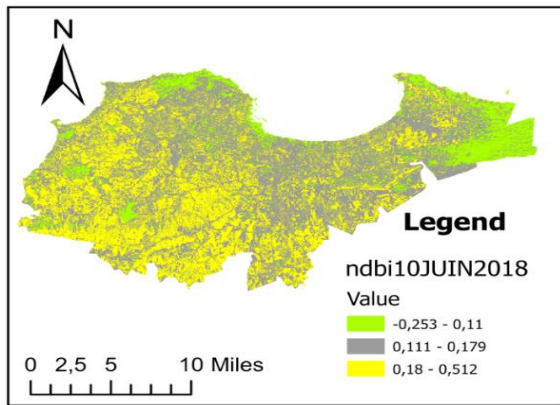 N
Legend
ndbi10JUIN2018
Value
-0,253 - 0,11
0,111 - 0,179
0,18 - 0,512
0 2,5 5 10 Miles